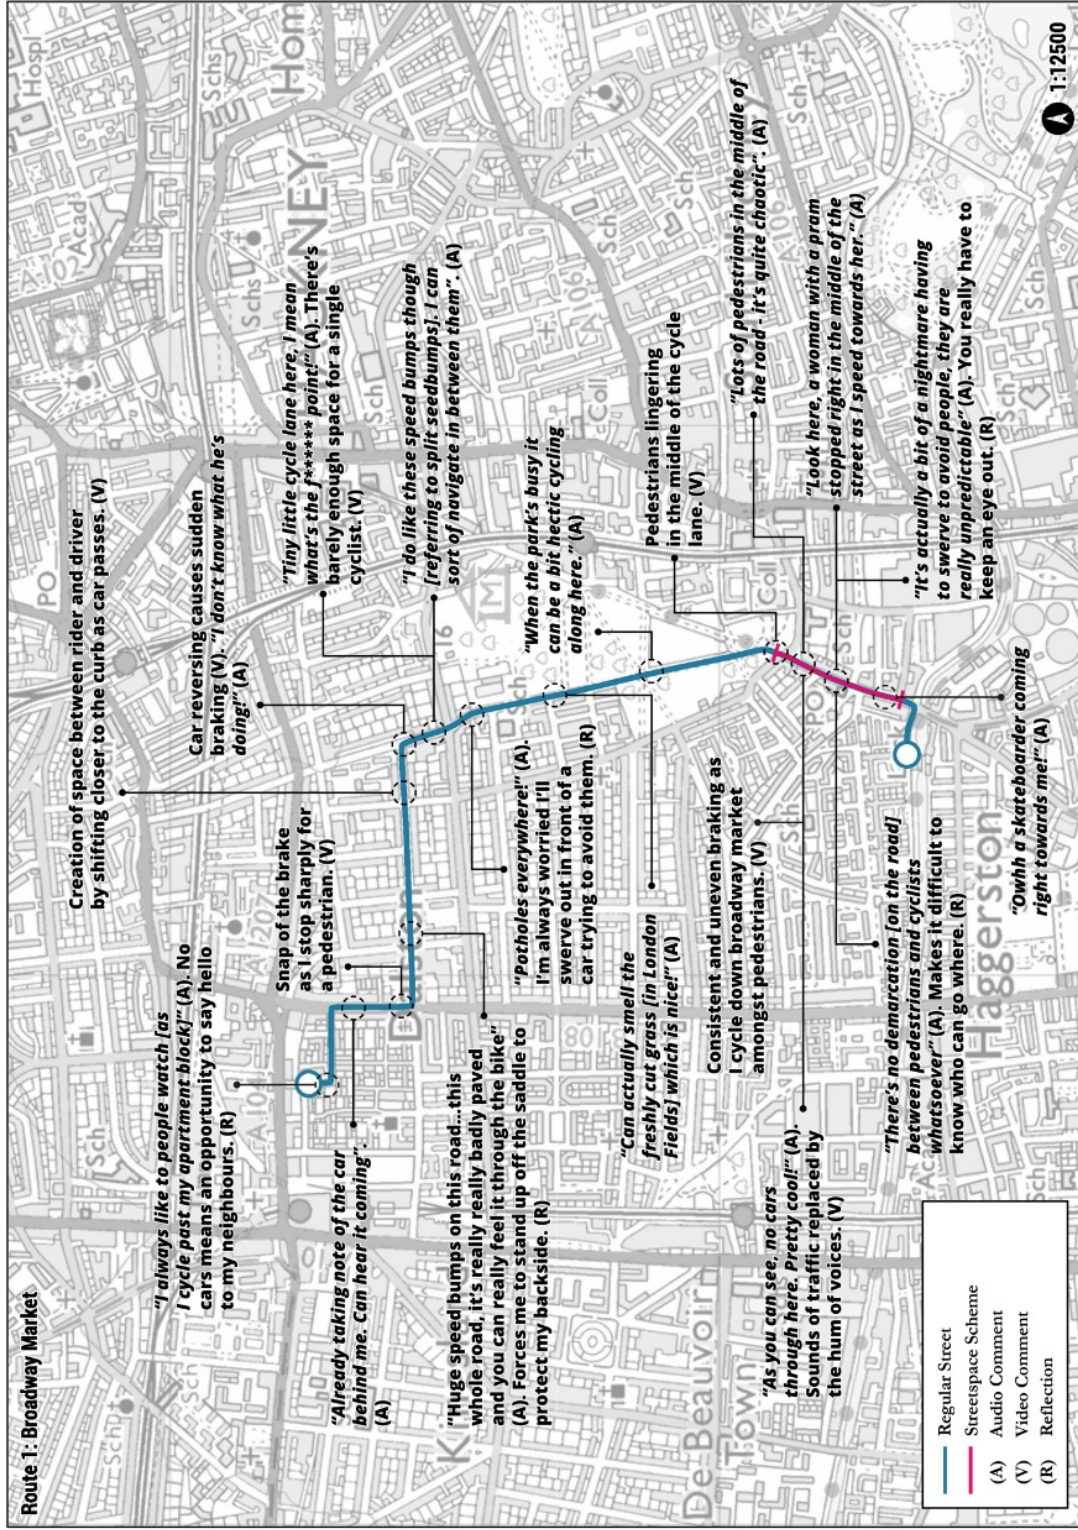 Route 1: Broadway Market
"I always like to people watch [as
I cycle past my apartment block]" (A). No
cars means an opportunity to say hello
to my neighbours. (R)
Creation of space between rider and driver
by shifting closer to the curb as car passes. (V)
Car reversing causes sudden
braking (V). "I don't know what he's
doing!" (A)
"Tiny little cycle lane here, I mean
what's the f****** point!" (A). There's
barely enough space for a single
cyclist. (V)
Snap of the brake
as I stop sharply for
a pedestrian. (V)
"Already taking note of the car
behind me. Can hear it coming".
(A)
"I do like these speed bumps though
[referring to split seedbumps]. I can
sort of navigate in between them". (A)
"Huge speed bumps on this road...this
whole road, it's really really badly paved
and you can really feel it through the bike"
(A). Forces me to stand up off the saddle to
protect my backside. (R)
"Potholes everywhere!" (A).
I'm always worried I'll
swerve out in front of a
car trying to avoid them. (R)
"When the park's busy it
can be a bit hectic cycling
along here." (A)
"Can actually smell the
freshly cut grass [in London
Fields] which is nice!" (A)
Pedestrians lingering
in the middle of the cycle
lane. (V)
Consistent and uneven braking as
I cycle down broadway market
amongst pedestrians. (V)
"Lots of pedestrians in the middle of
the road - it's quite chaotic". (A)
"As you can see, no cars
through here. Pretty cool!" (A).
Sounds of traffic replaced by
the hum of voices. (V)
"Look here, a woman with a pram
stopped right in the middle of the
street as I speed towards her." (A)
"There's no demarcation [on the road]
between pedestrians and cyclists
whatsoever" (A). Makes it difficult to
know who can go where. (R)
"It's actually a bit of a nightmare having
to swerve to avoid people, they are
really unpredictable" (A). You really have to
keep an eye out. (R)
"Owhh a skateboarder coming
right towards me!" (A)
Regular Street
Streetspace Scheme
(A) Audio Comment
(V) Video Comment
(R) Reflection
1:12500
Hospl
Schs
Acad
PO
HACKNEY
Sch
Coll
De Beauvoir
Town
Haggerston